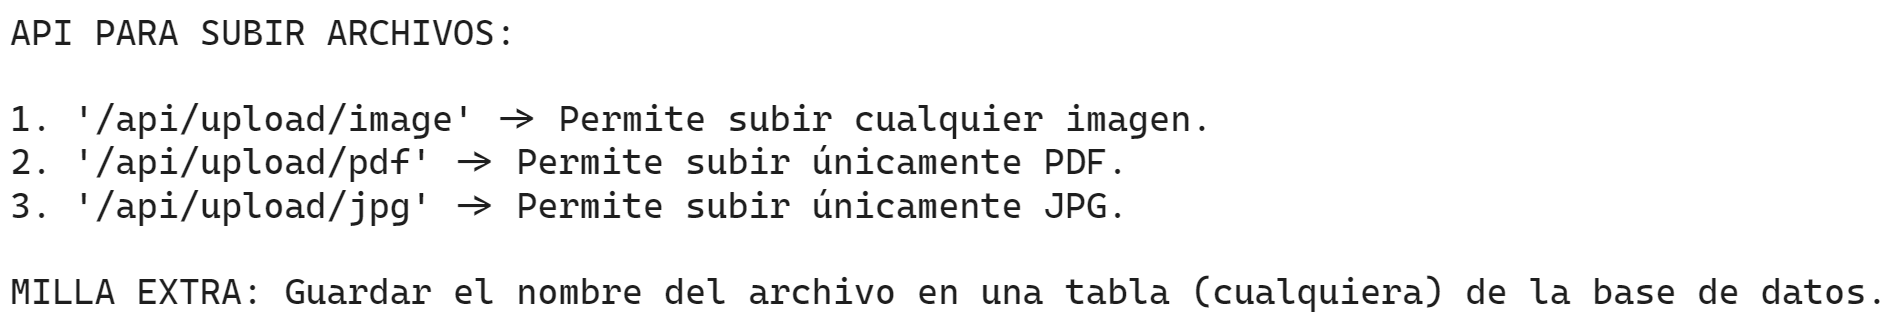 API PARA SUBIR ARCHIVOS:
1. '/api/upload/image' -> Permite subir cualquier imagen.
2. '/api/upload/pdf' -> Permite subir únicamente PDF.
3. '/api/upload/jpg' -> Permite subir únicamente JPG.
MILLA EXTRA: Guardar el nombre del archivo en una tabla (cualquiera) de la base de datos.